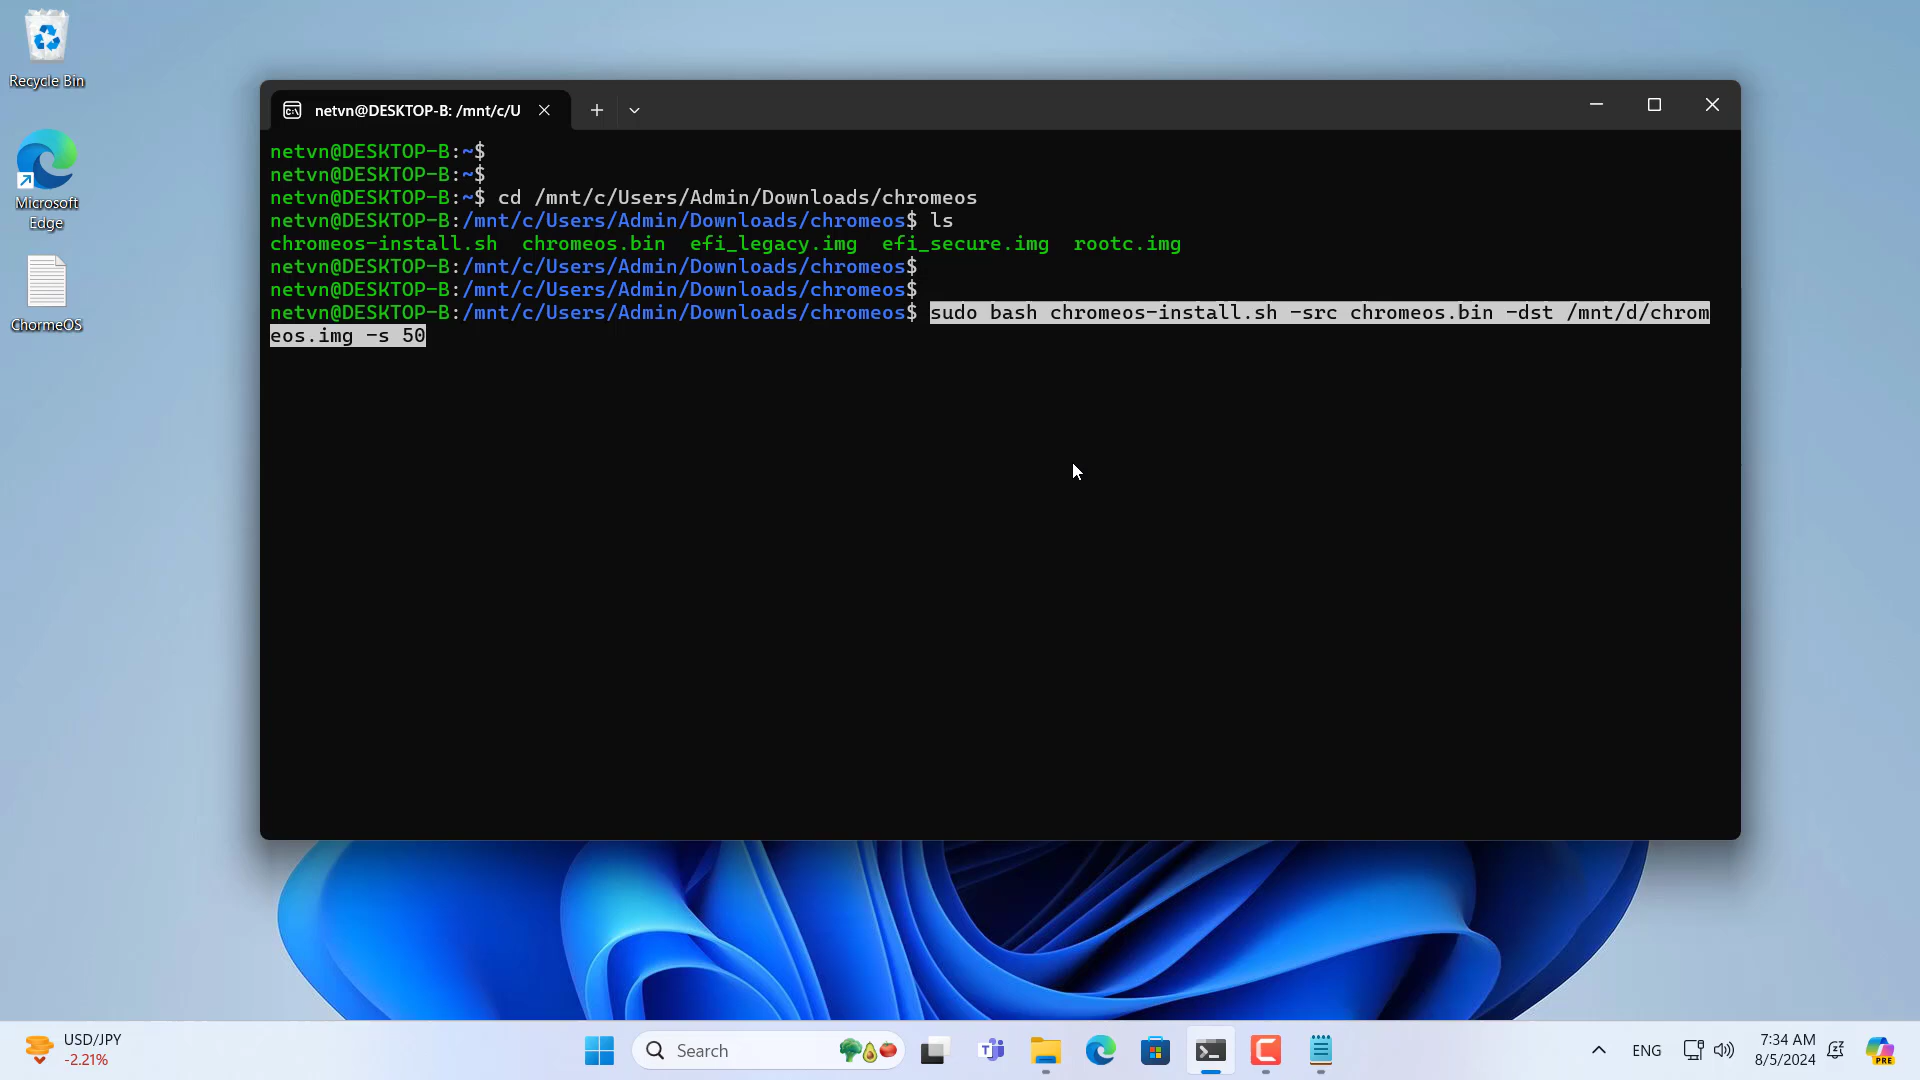 Recycle Bin
Microsoft
Edge
ChormeOS
netvn@DESKTOP-B: /mnt/c/U
netvn@DESKTOP-B:~$
netvn@DESKTOP-B:~$
netvn@DESKTOP-B:~$ cd /mnt/c/Users/Admin/Downloads/chromeos
netvn@DESKTOP-B:/mnt/c/Users/Admin/Downloads/chromeos$ ls
chromeos-install.sh  chromeos.bin  efi_legacy.img  efi_secure.img  rootc.img
netvn@DESKTOP-B:/mnt/c/Users/Admin/Downloads/chromeos$
netvn@DESKTOP-B:/mnt/c/Users/Admin/Downloads/chromeos$
netvn@DESKTOP-B:/mnt/c/Users/Admin/Downloads/chromeos$ sudo bash chromeos-install.sh -src chromeos.bin -dst /mnt/d/chrom
eos.img -s 50
USD/JPY
-2.21%
Search
ENG
7:34 AM
8/5/2024
PRE